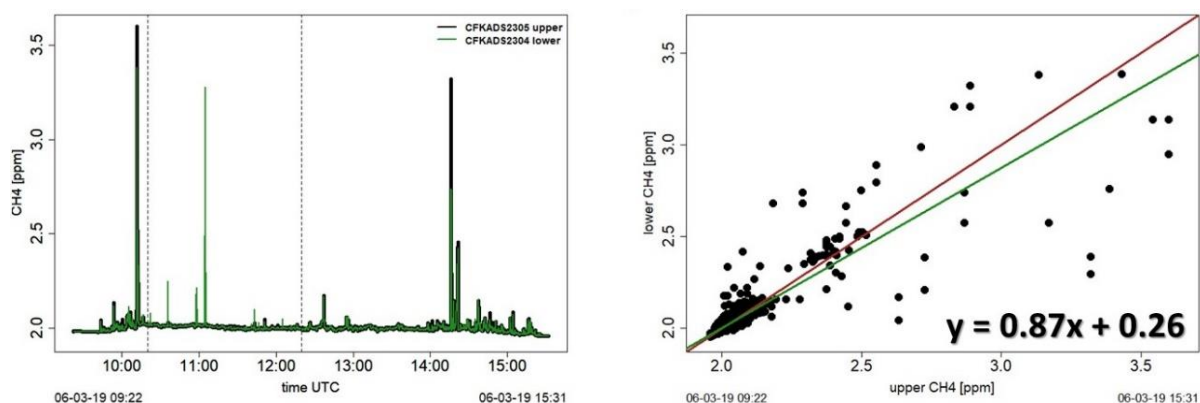 CFKADS2305 upper
CFKADS2304 lower
3.5
3.0
2.5
2.0
CH4 [ppm]
10:00 11:00 12:00 13:00 14:00 15:00
time UTC
06-03-19 09:22 06-03-19 15:31
3.5
3.0
2.5
2.0
lower CH4 [ppm]
y = 0.87x + 0.26
2.0 2.5 3.0 3.5
upper CH4 [ppm]
06-03-19 09:22 06-03-19 15:31